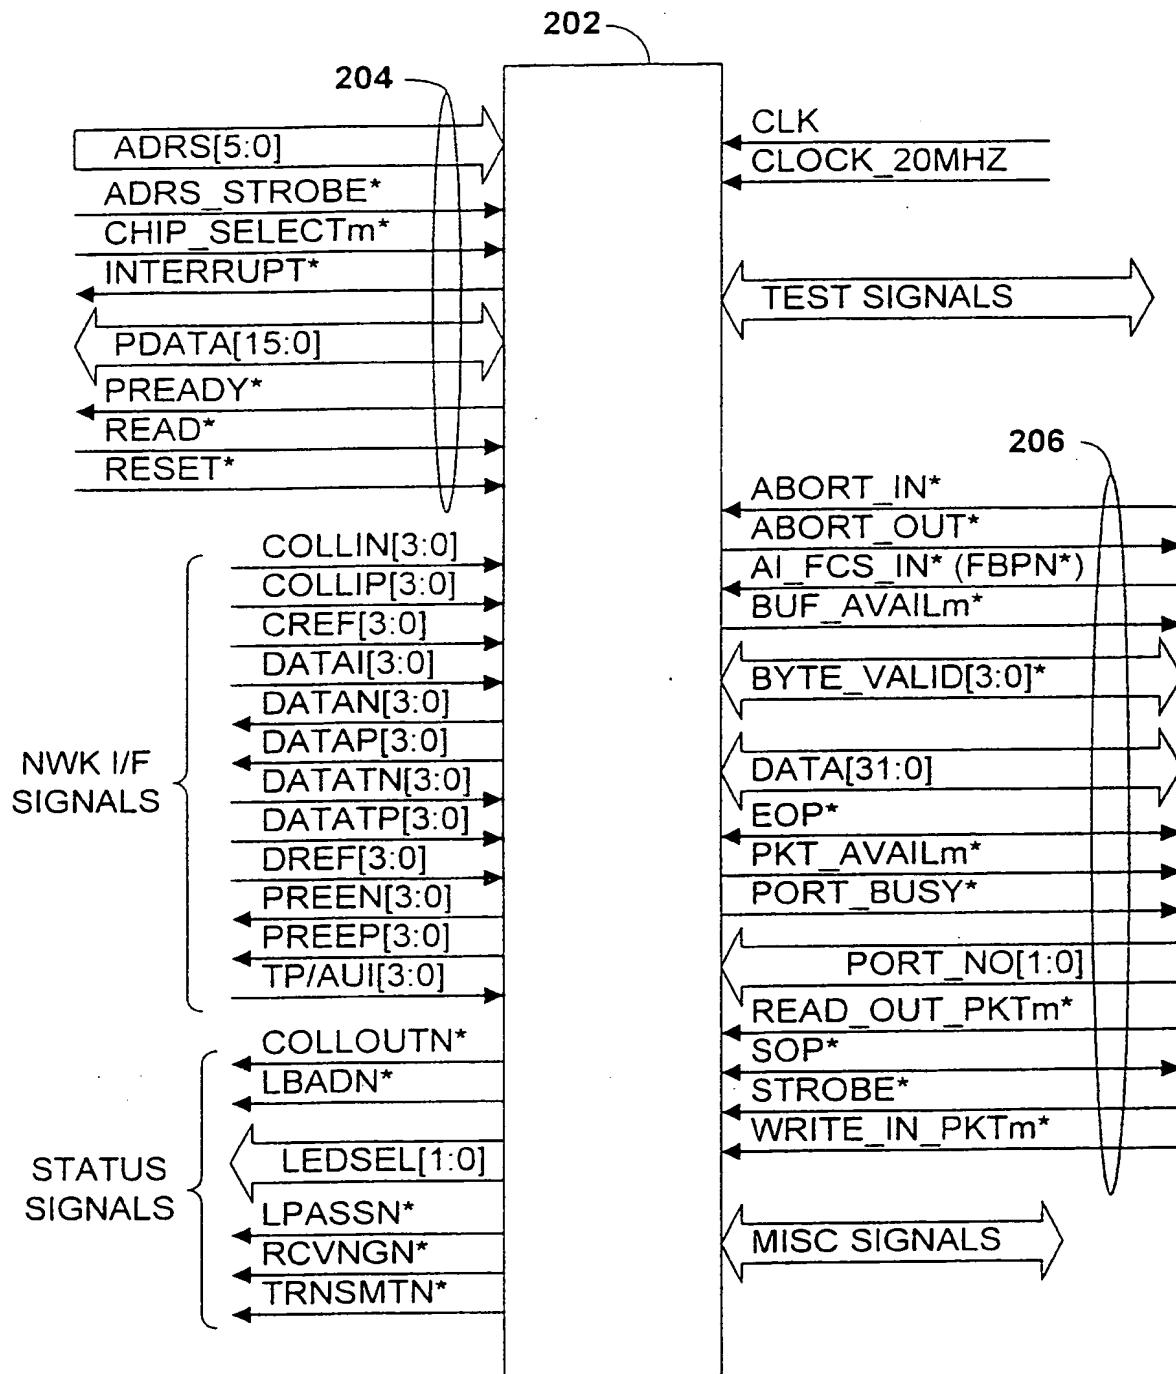 202
204
ADRS[5:0]
ADRS_STROBE*
CHIP_SELECTm*
INTERRUPT*
PDATA[15:0]
PREADY*
READ*
RESET*
COLLIN[3:0]
COLLIP[3:0]
CREF[3:0]
DATAI[3:0]
DATAN[3:0]
DATAP[3:0]
DATATN[3:0]
DATATP[3:0]
DREF[3:0]
PREEN[3:0]
PREEP[3:0]
TP/AUI[3:0]
NWK I/F
SIGNALS
COLLOUTN*
LBADN*
LEDSEL[1:0]
LPASSN*
RCVNGN*
TRNSMTN*
STATUS
SIGNALS
CLK
CLOCK_20MHZ
TEST SIGNALS
206
ABORT_IN*
ABORT_OUT*
AI_FCS_IN* (FBPN*)
BUF_AVAILm*
BYTE_VALID[3:0]*
DATA[31:0]
EOP*
PKT_AVAILm*
PORT_BUSY*
PORT_NO[1:0]
READ_OUT_PKTm*
SOP*
STROBE*
WRITE_IN_PKTm*
MISC SIGNALS